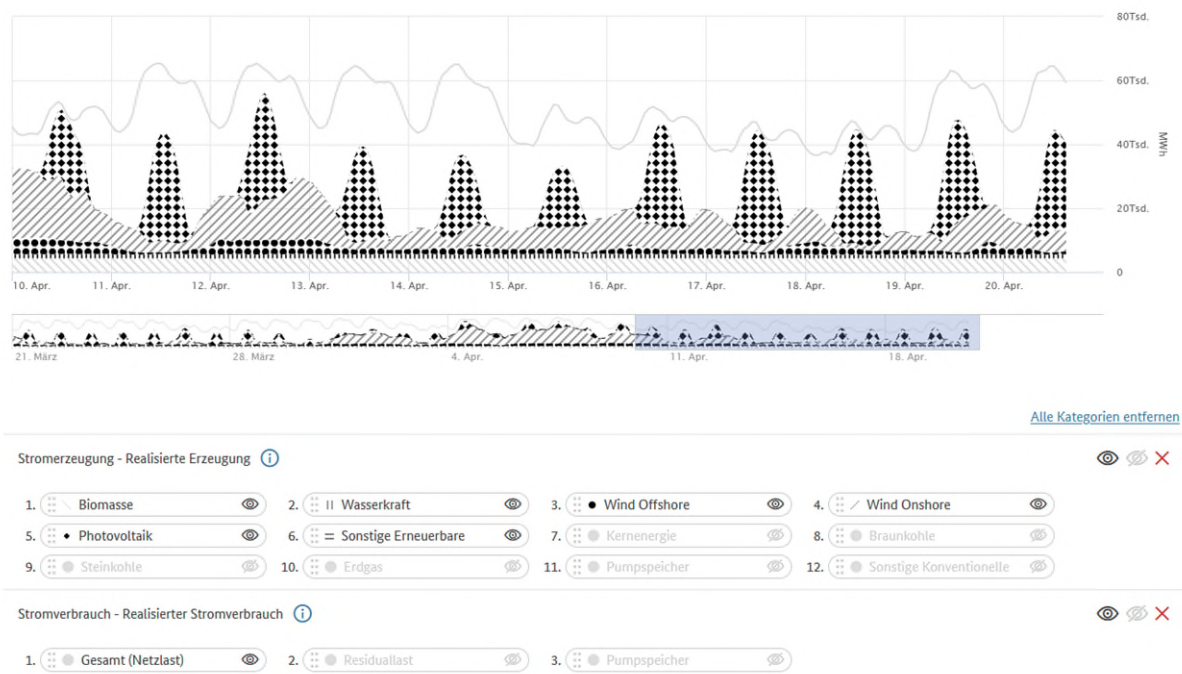 80Tsd.
60Tsd.
40Tsd.
20Tsd.
0
MWh
10. Apr. 11. Apr. 12. Apr. 13. Apr. 14. Apr. 15. Apr. 16. Apr. 17. Apr. 18. Apr. 19. Apr. 20. Apr.
21. März 28. März 4. Apr. 11. Apr. 18. Apr.
Alle Kategorien entfernen
Stromerzeugung - Realisierte Erzeugung i
1. Biomasse 2. Wasserkraft 3. Wind Offshore 4. Wind Onshore
5. Photovoltaik 6. Sonstige Erneuerbare 7. Kernenergie 8. Braunkohle
9. Steinkohle 10. Erdgas 11. Pumpspeicher 12. Sonstige Konventionelle
Stromverbrauch - Realisierter Stromverbrauch i
1. Gesamt (Netzlast) 2. Residuallast 3. Pumpspeicher